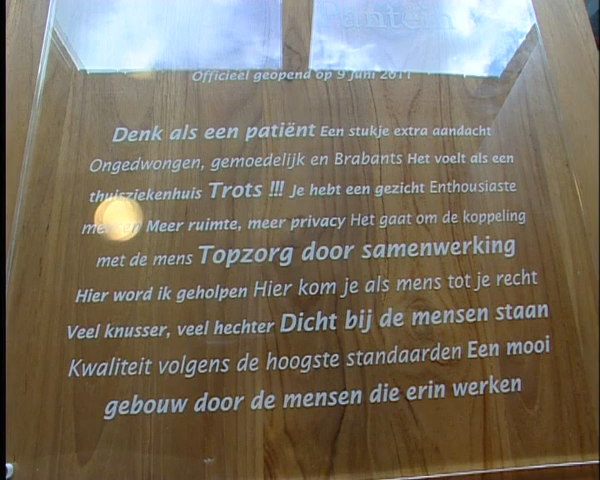 Pantein
Officieel geopend op 9 juni 2011
Denk als een patiënt Een stukje extra aandacht
Ongedwongen, gemoedelijk en Brabants Het voelt als een
thuisziekenhuis Trots !!! Je hebt een gezicht Enthousiaste
Meer ruimte, meer privacy Het gaat om de koppeling
met de mens Topzorg door samenwerking
Hier word ik geholpen Hier kom je als mens tot je recht
Veel knusser, veel hechter Dicht bij de mensen staan
Kwaliteit volgens de hoogste standaarden Een mooi
gebouw door de mensen die erin werken